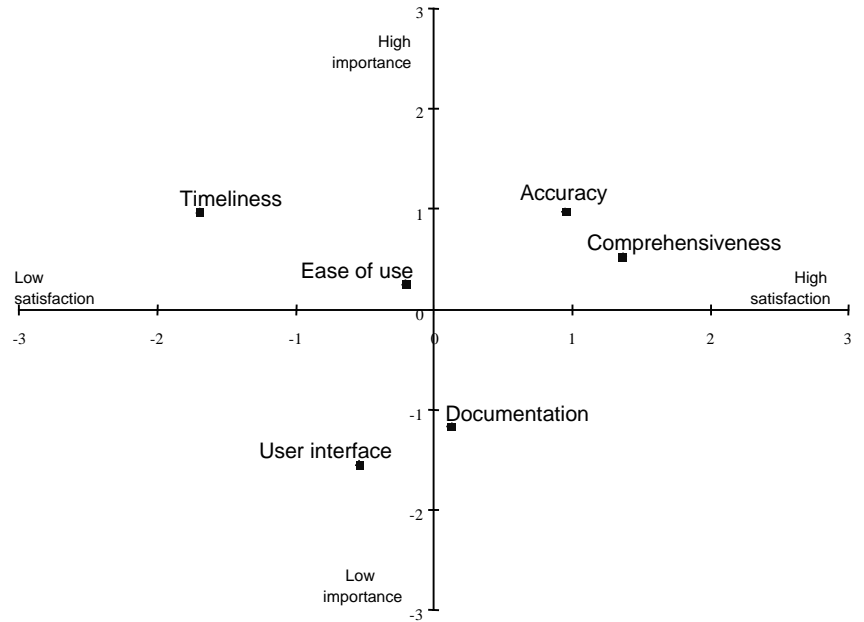 3
High
importance
2
Timeliness
Accuracy
1
Comprehensiveness
Ease of use
Low
satisfaction
High
satisfaction
0
-3 -2 -1 0 1 2 3
-1
Documentation
User interface
-2
Low
importance
-3